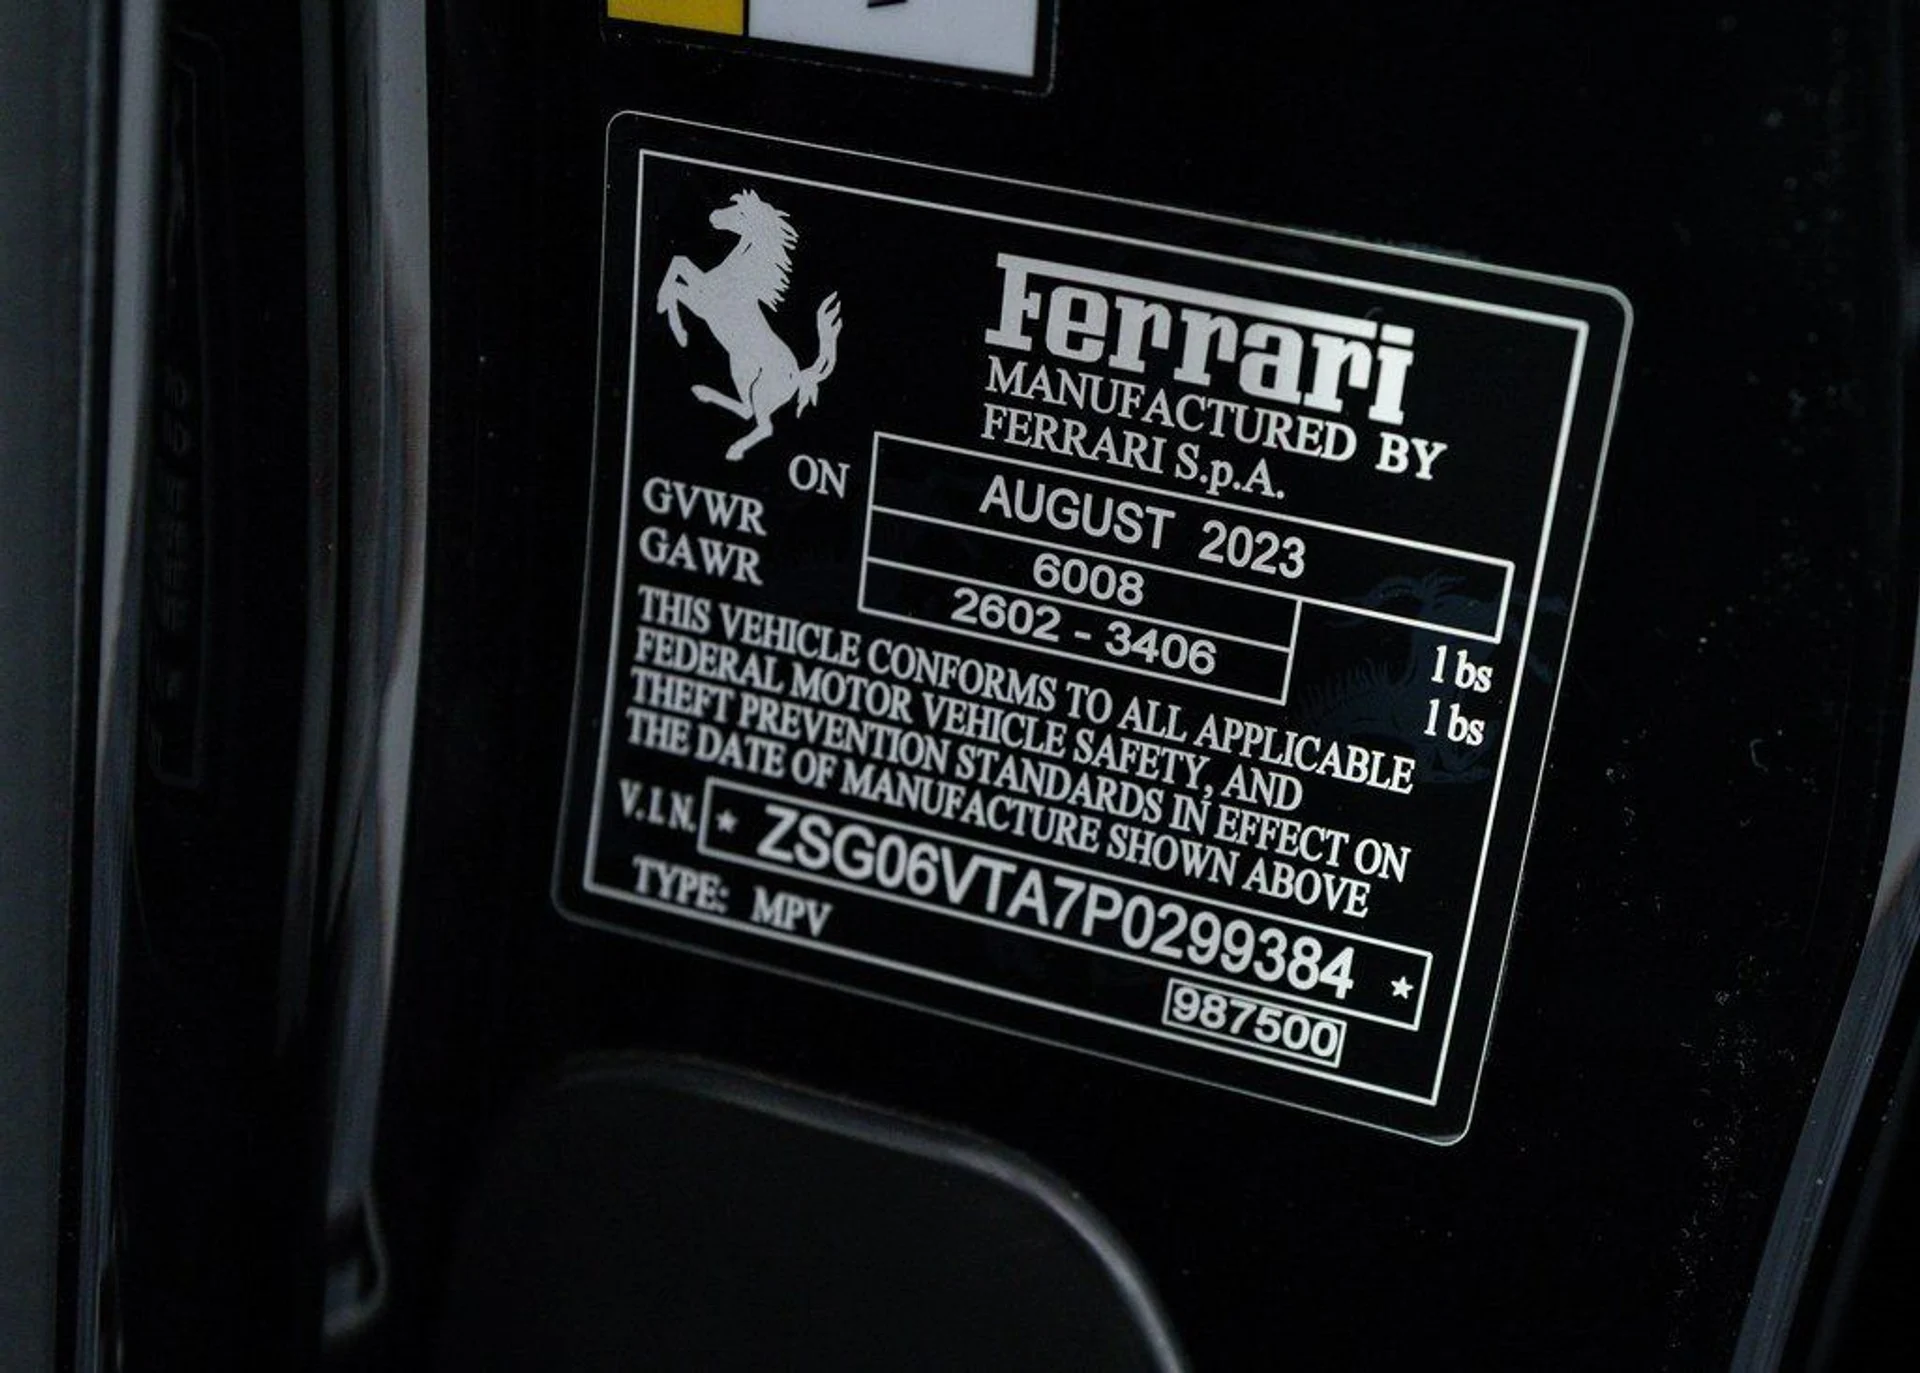 Ferrari
MANUFACTURED BY
FERRARI S.p.A.
ON AUGUST 2023
GVWR 6008 lbs
GAWR 2602 - 3406 lbs
THIS VEHICLE CONFORMS TO ALL APPLICABLE
FEDERAL MOTOR VEHICLE SAFETY, AND
THEFT PREVENTION STANDARDS IN EFFECT ON
THE DATE OF MANUFACTURE SHOWN ABOVE
V.I.N. ★ ZSG06VTA7P0299384 ★
TYPE: MPV
987500